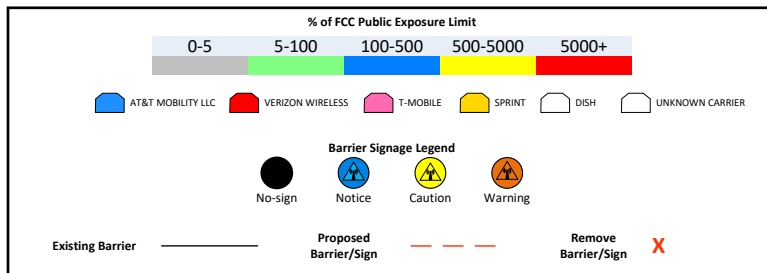 % of FCC Public Exposure Limit
0-5 5-100 100-500 500-5000 5000+
AT&T MOBILITY LLC VERIZON WIRELESS T-MOBILE SPRINT DISH UNKNOWN CARRIER
Barrier Signage Legend
No-sign Notice Caution Warning
Existing Barrier Proposed Barrier/Sign Remove Barrier/Sign X